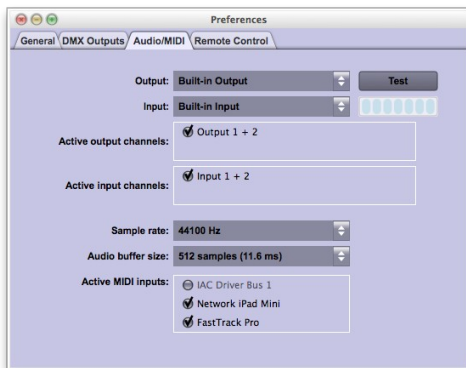 Preferences
General DMX Outputs Audio/MIDI Remote Control
Output: Built-in Output Test
Input: Built-in Input
Active output channels: Output 1 + 2
Active input channels: Input 1 + 2
Sample rate: 44100 Hz
Audio buffer size: 512 samples (11.6 ms)
Active MIDI inputs: IAC Driver Bus 1
Network iPad Mini
FastTrack Pro